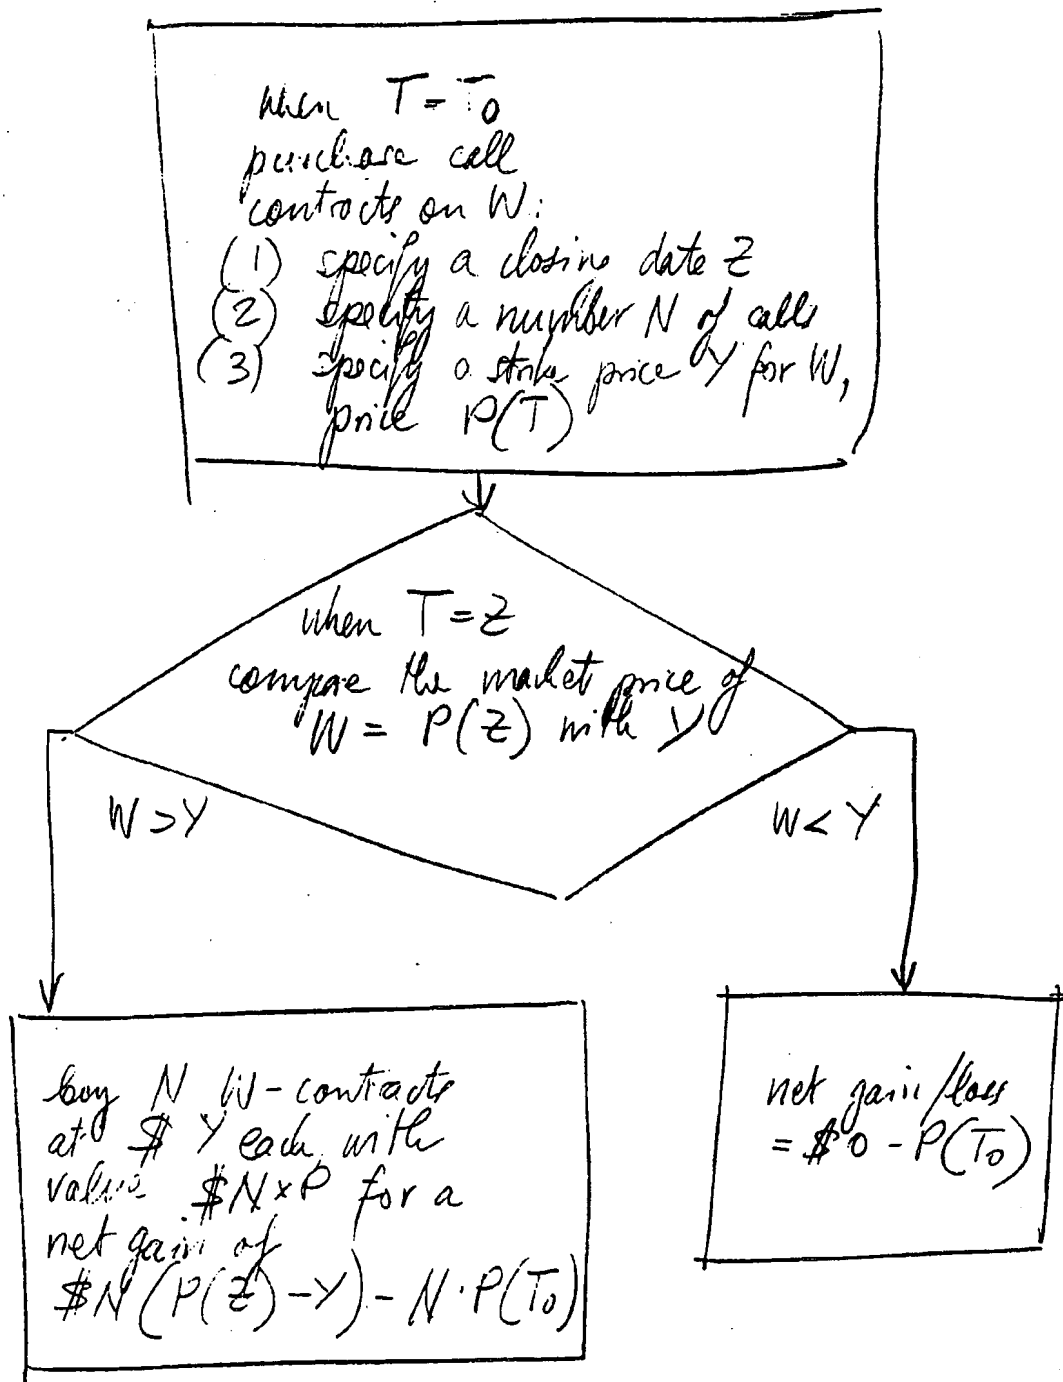 when T = T0
purchase call
contracts on W:
(1) specify a closing date Z
(2) specify a number N of calls
(3) specify a strike price Y for W,
price P(T)
when T = Z
compare the market price of
W = P(Z) with Y
W > Y
W < Y
buy N W-contracts
at $ Y each with
value $N×P for a
net gain of
$N(P(Z)-Y) - N·P(T0)
net gain/loss
= $0 - P(T0)